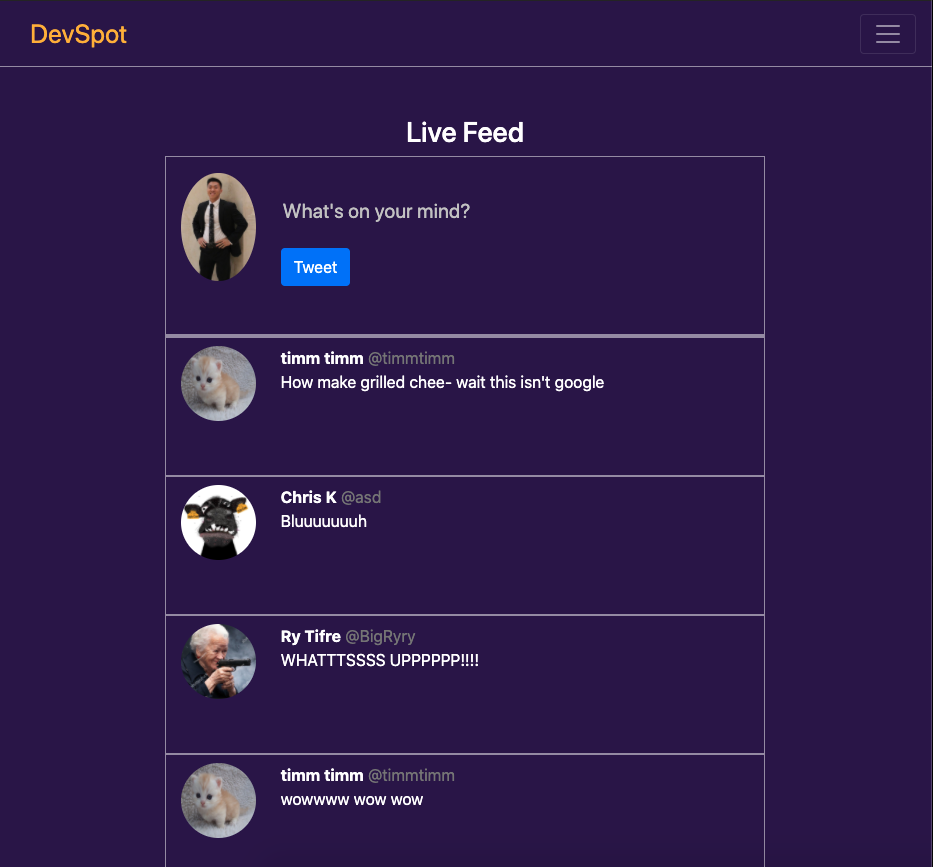 DevSpot
Live Feed
What's on your mind?
Tweet
timm timm @timmtimm
How make grilled chee- wait this isn't google
Chris K @asd
Bluuuuuuuh
Ry Tifre @BigRyry
WHATTTSSSS UPPPPPP!!!!
timm timm @timmtimm
wowwww wow wow